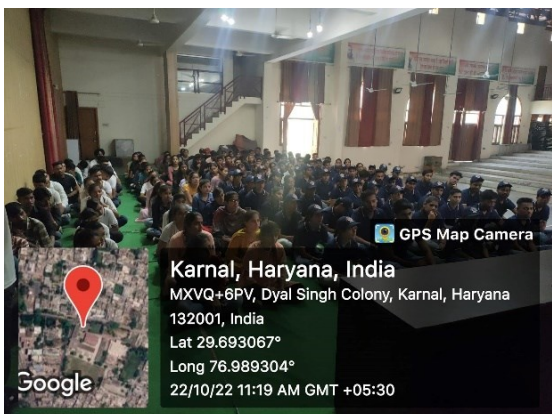 GPS Map Camera
Karnal, Haryana, India
MXVQ+6PV, Dyal Singh Colony, Karnal, Haryana
132001, India
Lat 29.693067°
Long 76.989304°
22/10/22 11:19 AM GMT +05:30
Google